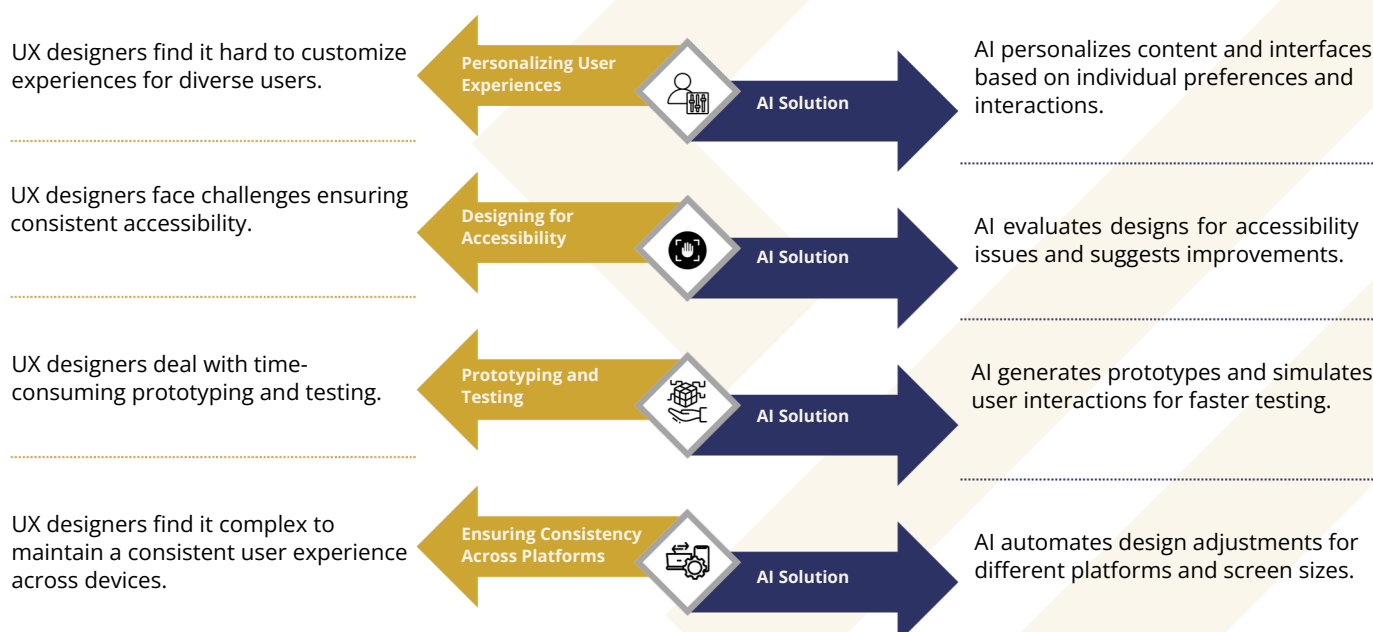 UX designers find it hard to customize
experiences for diverse users.
Personalizing User
Experiences
AI Solution
AI personalizes content and interfaces
based on individual preferences and
interactions.
UX designers face challenges ensuring
consistent accessibility.
Designing for
Accessibility
AI Solution
AI evaluates designs for accessibility
issues and suggests improvements.
UX designers deal with time-
consuming prototyping and testing.
Prototyping and
Testing
AI Solution
AI generates prototypes and simulates
user interactions for faster testing.
UX designers find it complex to
maintain a consistent user experience
across devices.
Ensuring Consistency
Across Platforms
AI Solution
AI automates design adjustments for
different platforms and screen sizes.